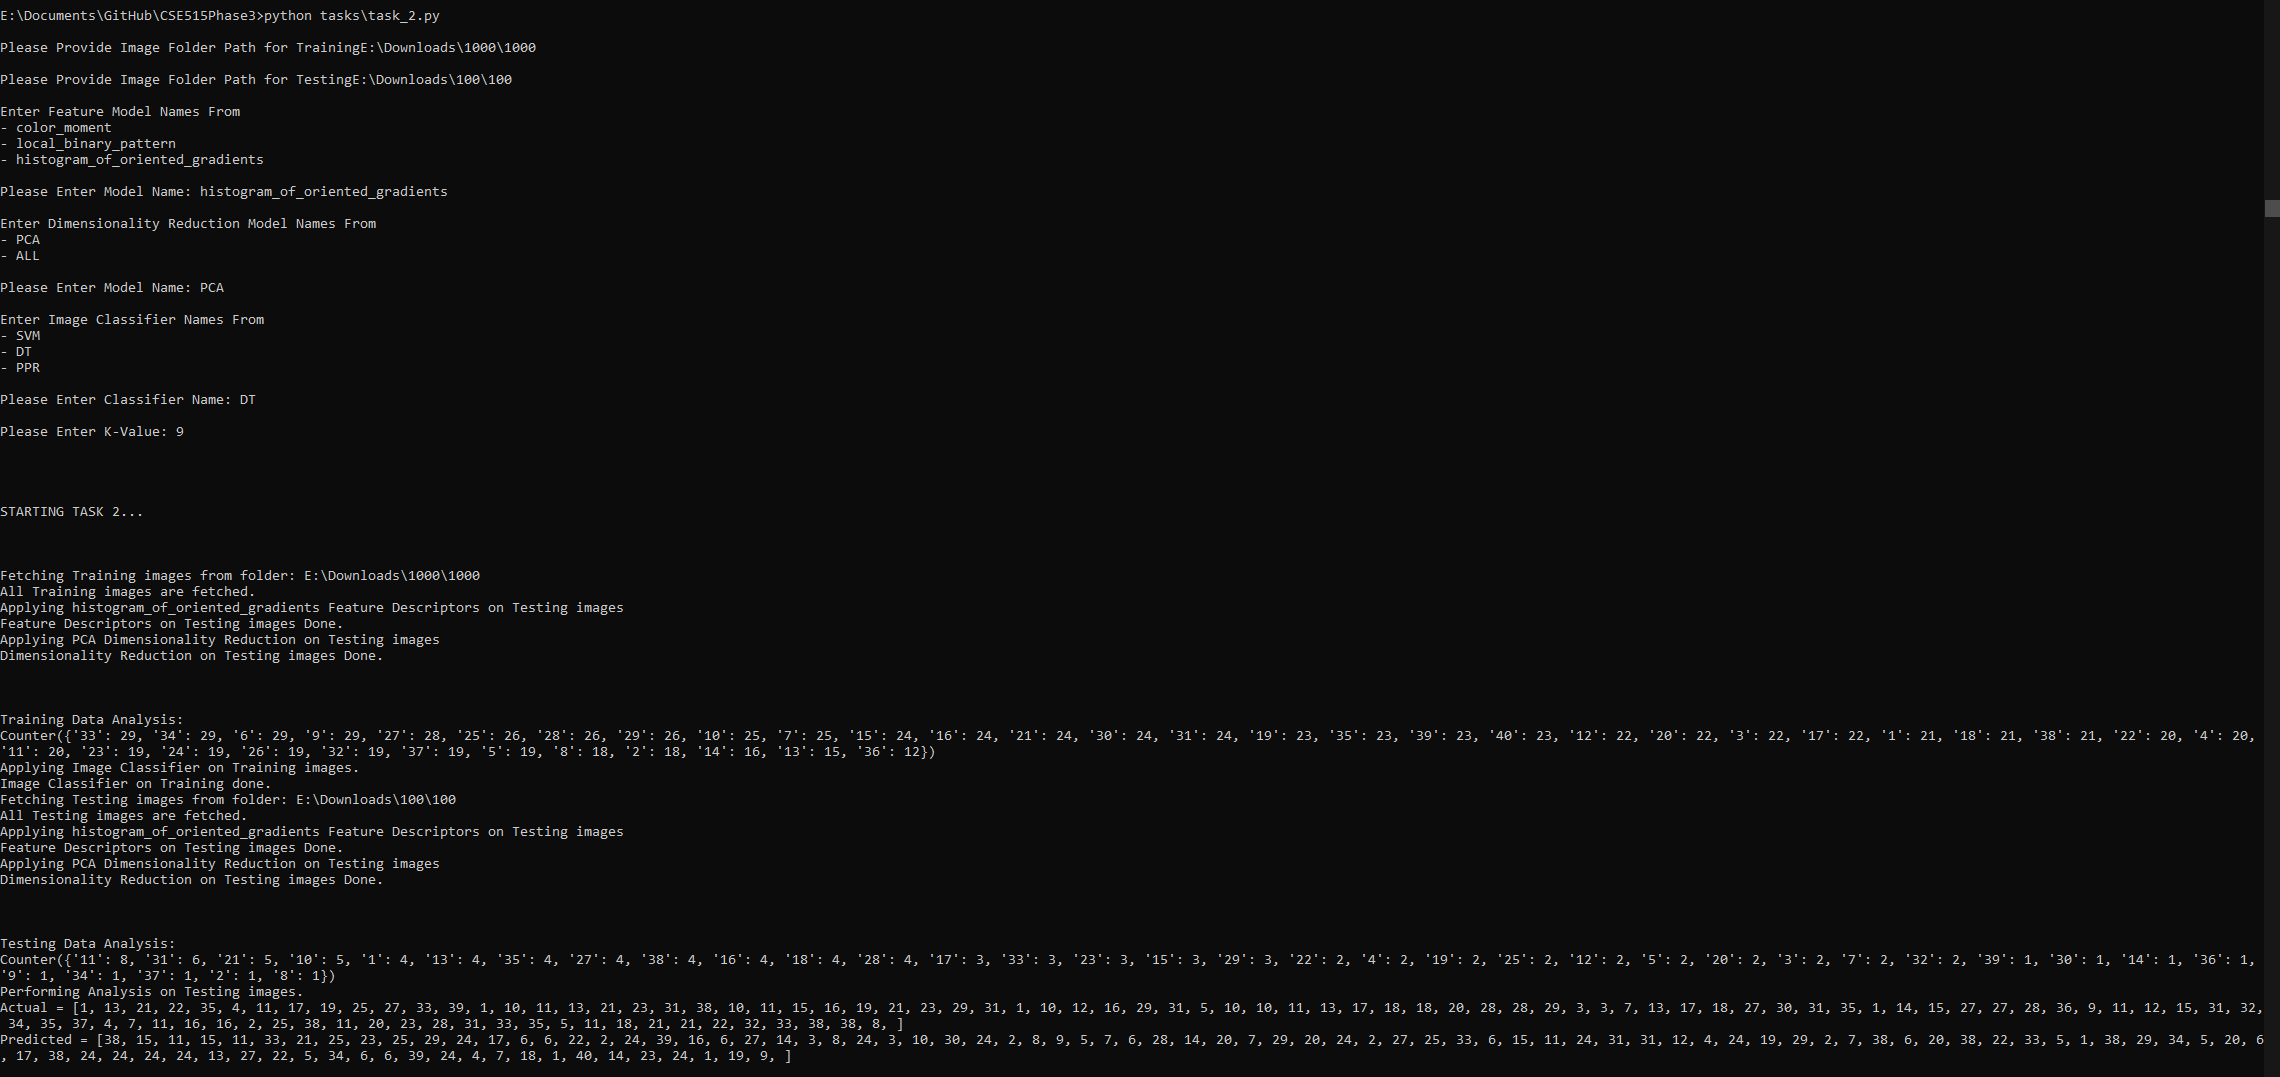 E:\Documents\GitHub\CSE515Phase3>python tasks\task_2.py
Please Provide Image Folder Path for TrainingE:\Downloads\1000\1000
Please Provide Image Folder Path for TestingE:\Downloads\100\100
Enter Feature Model Names From
- color_moment
- local_binary_pattern
- histogram_of_oriented_gradients
Please Enter Model Name: histogram_of_oriented_gradients
Enter Dimensionality Reduction Model Names From
- PCA
- ALL
Please Enter Model Name: PCA
Enter Image Classifier Names From
- SVM
- DT
- PPR
Please Enter Classifier Name: DT
Please Enter K-Value: 9
STARTING TASK 2...
Fetching Training images from folder: E:\Downloads\1000\1000
All Training images are fetched.
Applying histogram_of_oriented_gradients Feature Descriptors on Testing images
Feature Descriptors on Testing images Done.
Applying PCA Dimensionality Reduction on Testing images
Dimensionality Reduction on Testing images Done.
Training Data Analysis:
Counter({'33': 29, '34': 29, '6': 29, '9': 29, '27': 28, '25': 26, '28': 26, '29': 26, '10': 25, '7': 25, '15': 24, '16': 24, '21': 24, '30': 24, '31': 24, '19': 23, '35': 23, '39': 23, '40': 23, '12': 22, '20': 22, '3': 22, '17': 22, '1': 21, '18': 21, '38': 21, '22': 20, '4': 20,
'11': 20, '23': 19, '24': 19, '26': 19, '32': 19, '37': 19, '5': 19, '8': 18, '2': 18, '14': 16, '13': 15, '36': 12})
Applying Image Classifier on Training images.
Image Classifier on Training done.
Fetching Testing images from folder: E:\Downloads\100\100
All Testing images are fetched.
Applying histogram_of_oriented_gradients Feature Descriptors on Testing images
Feature Descriptors on Testing images Done.
Applying PCA Dimensionality Reduction on Testing images
Dimensionality Reduction on Testing images Done.
Testing Data Analysis:
Counter({'11': 8, '31': 6, '21': 5, '10': 5, '1': 4, '13': 4, '35': 4, '27': 4, '38': 4, '16': 4, '18': 4, '28': 4, '17': 3, '33': 3, '23': 3, '15': 3, '29': 3, '22': 2, '4': 2, '19': 2, '25': 2, '12': 2, '5': 2, '20': 2, '3': 2, '7': 2, '32': 2, '39': 1, '30': 1, '14': 1, '36': 1,
'9': 1, '34': 1, '37': 1, '2': 1, '8': 1})
Performing Analysis on Testing images.
Actual = [1, 13, 21, 22, 35, 4, 11, 17, 19, 25, 27, 33, 39, 1, 10, 11, 13, 21, 23, 31, 38, 10, 11, 15, 16, 19, 21, 23, 29, 31, 1, 10, 12, 16, 29, 31, 5, 10, 10, 11, 13, 17, 18, 18, 20, 28, 28, 29, 3, 3, 7, 13, 17, 18, 27, 30, 31, 35, 1, 14, 15, 27, 27, 28, 36, 9, 11, 12, 15, 31, 32,
34, 35, 37, 4, 7, 11, 16, 16, 2, 25, 38, 11, 20, 23, 28, 31, 33, 35, 5, 11, 18, 21, 21, 22, 32, 33, 38, 38, 8, ]
Predicted = [38, 15, 11, 15, 11, 33, 21, 25, 23, 25, 29, 24, 17, 6, 6, 22, 2, 24, 39, 16, 6, 27, 14, 3, 8, 24, 3, 10, 30, 24, 2, 8, 9, 5, 7, 6, 28, 14, 20, 7, 29, 20, 24, 2, 27, 25, 33, 6, 15, 11, 24, 31, 31, 12, 4, 24, 19, 29, 2, 7, 38, 6, 20, 38, 22, 33, 5, 1, 38, 29, 34, 5, 20, 6
, 17, 38, 24, 24, 24, 24, 13, 27, 22, 5, 34, 6, 6, 39, 24, 4, 7, 18, 1, 40, 14, 23, 24, 1, 19, 9, ]